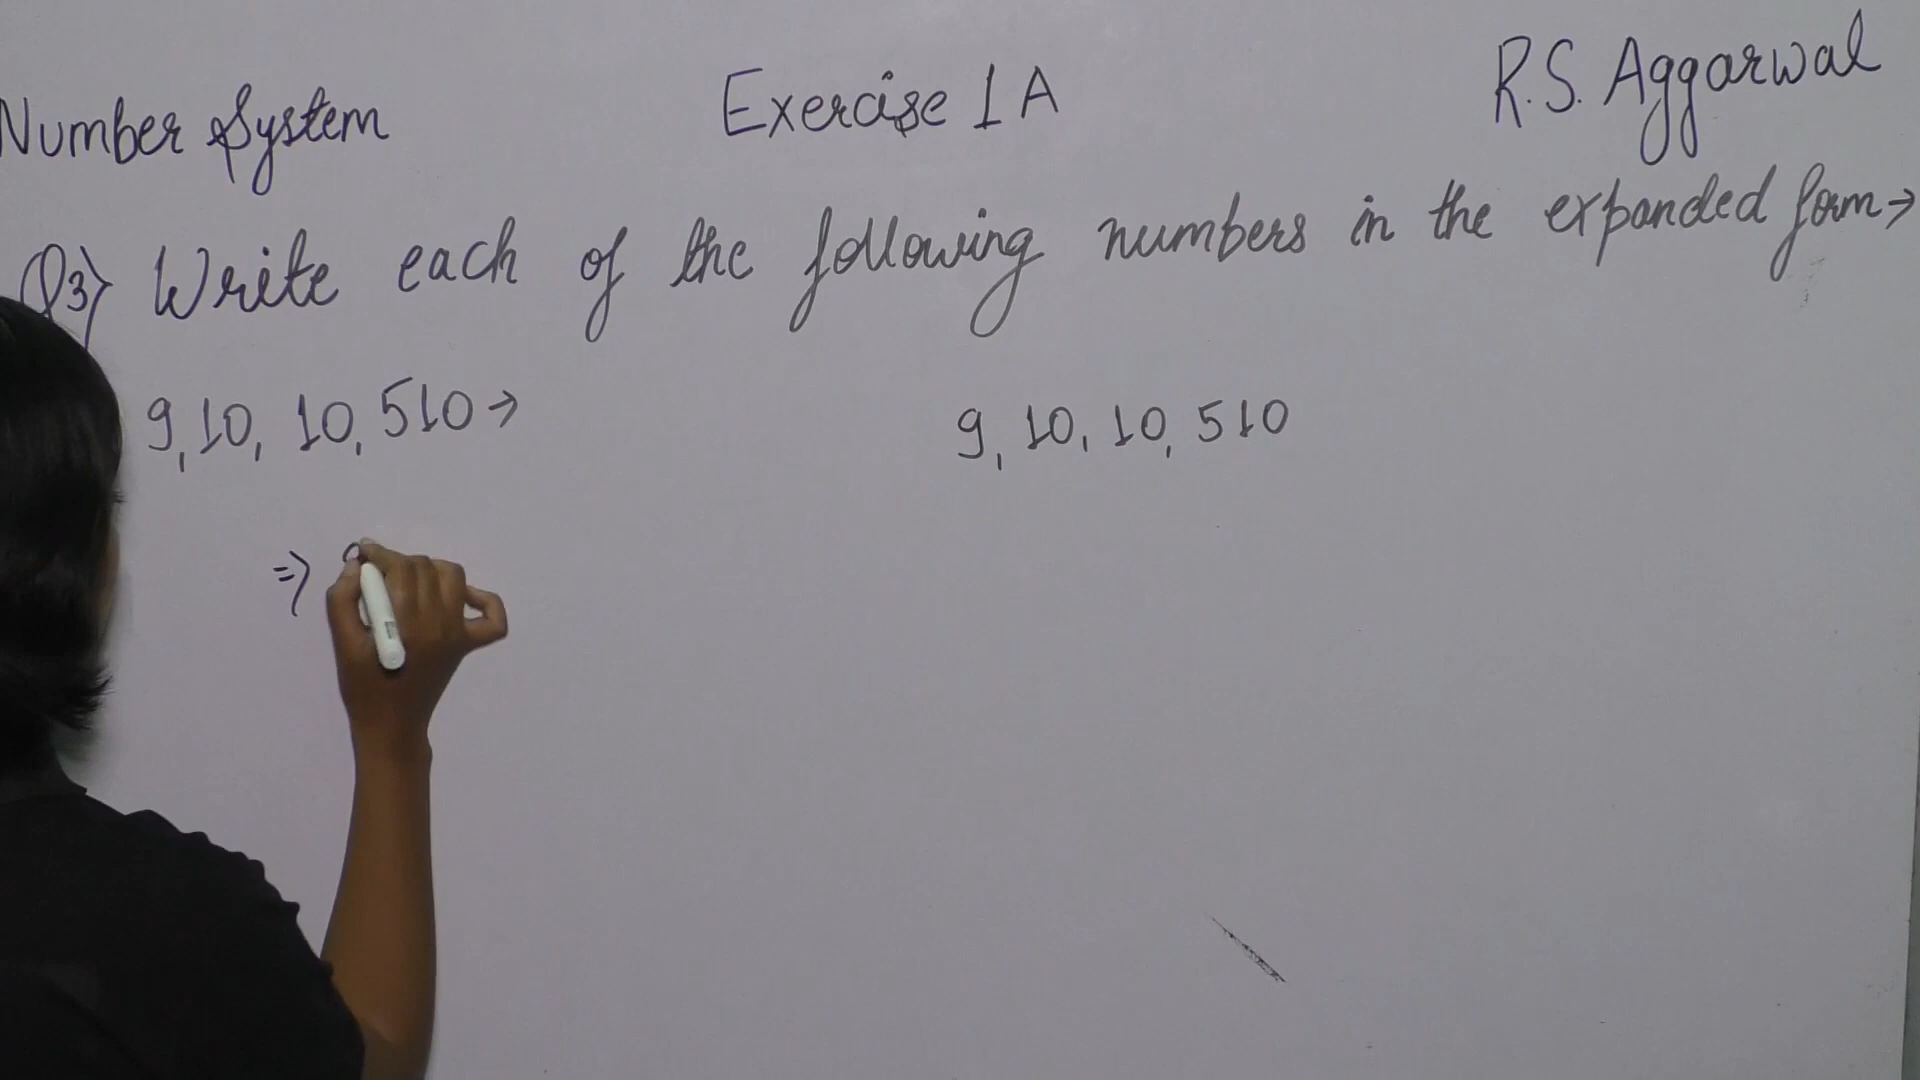 Number System Exercise 1A R.S. Aggarwal
Q3) Write each of the following numbers in the expanded form→
9,10, 10,510→ 9, 10, 10, 510
⇒